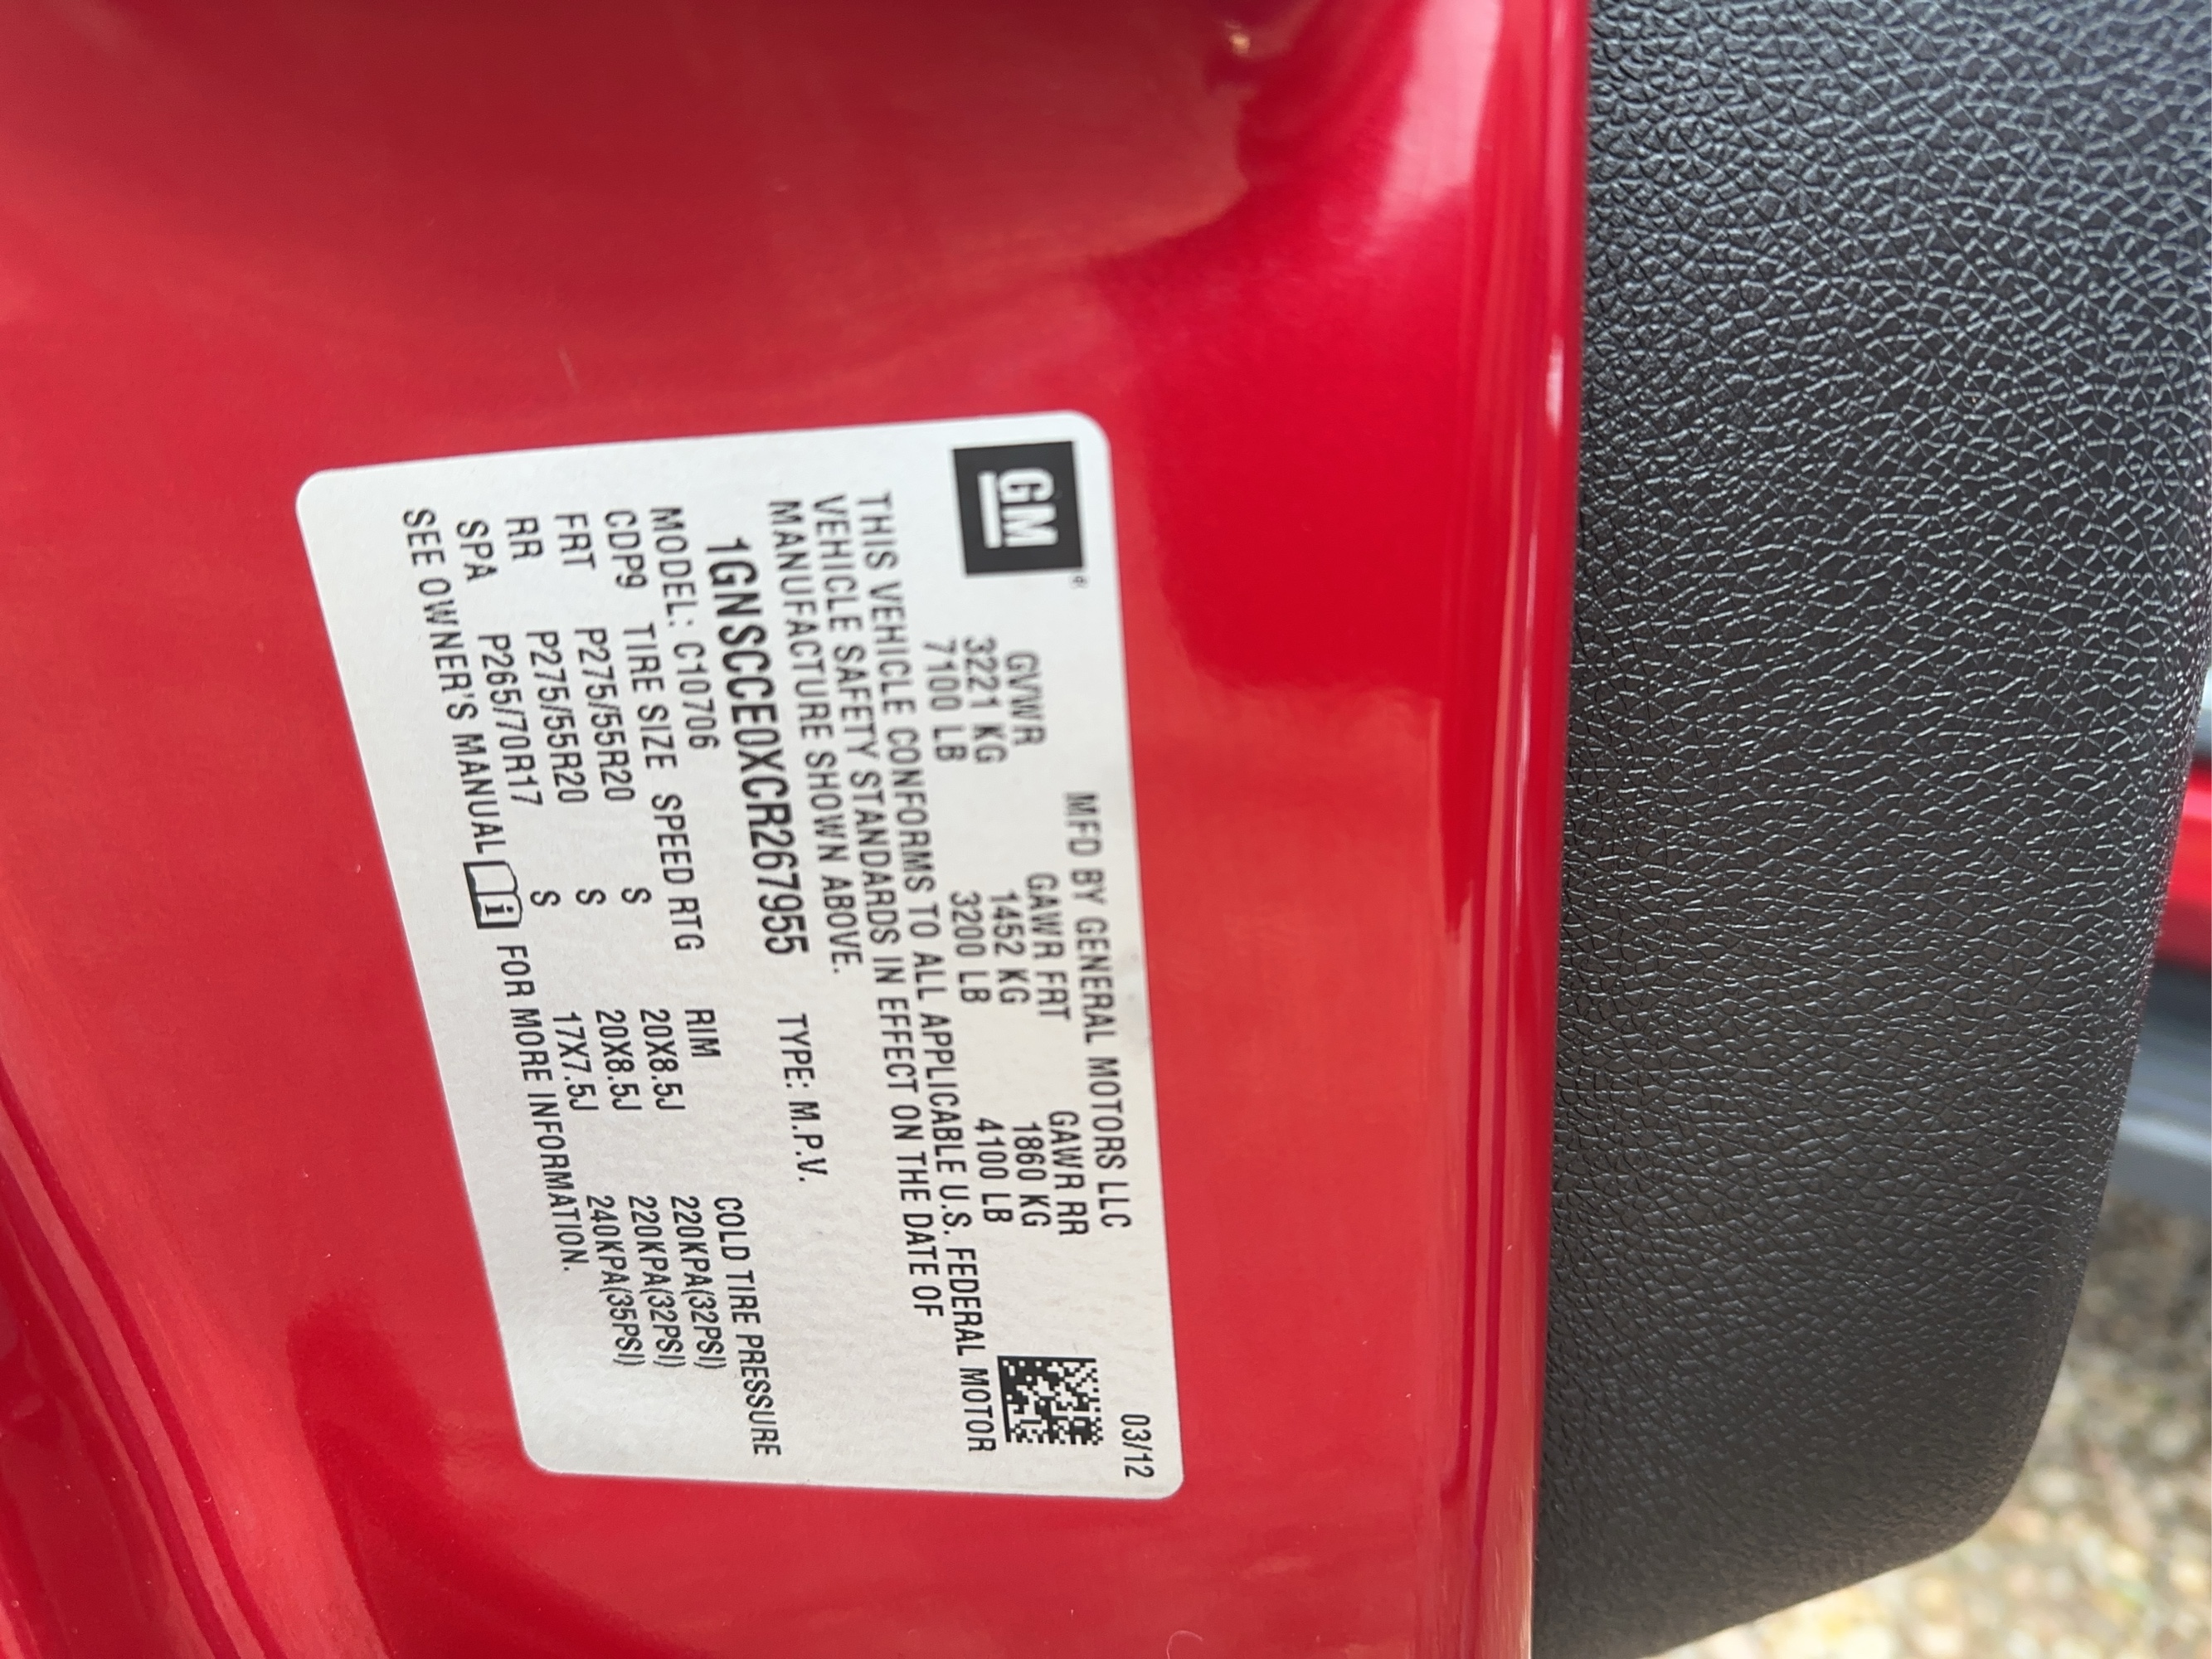 GM®
MFD BY GENERAL MOTORS LLC 03/12
GVWR GAWR FRT GAWR RR
3221 KG 1452 KG 1860 KG
7100 LB 3200 LB 4100 LB
THIS VEHICLE CONFORMS TO ALL APPLICABLE U.S. FEDERAL MOTOR
VEHICLE SAFETY STANDARDS IN EFFECT ON THE DATE OF
MANUFACTURE SHOWN ABOVE.
1GNSCCE0XCR267955 TYPE: M.P.V.
MODEL: C10706
CDP9 TIRE SIZE SPEED RTG RIM COLD TIRE PRESSURE
FRT P275/55R20 S 20X8.5J 220KPA(32PSI)
RR P275/55R20 S 20X8.5J 220KPA(32PSI)
SPA P265/70R17 S 17X7.5J 240KPA(35PSI)
SEE OWNER'S MANUAL i FOR MORE INFORMATION.